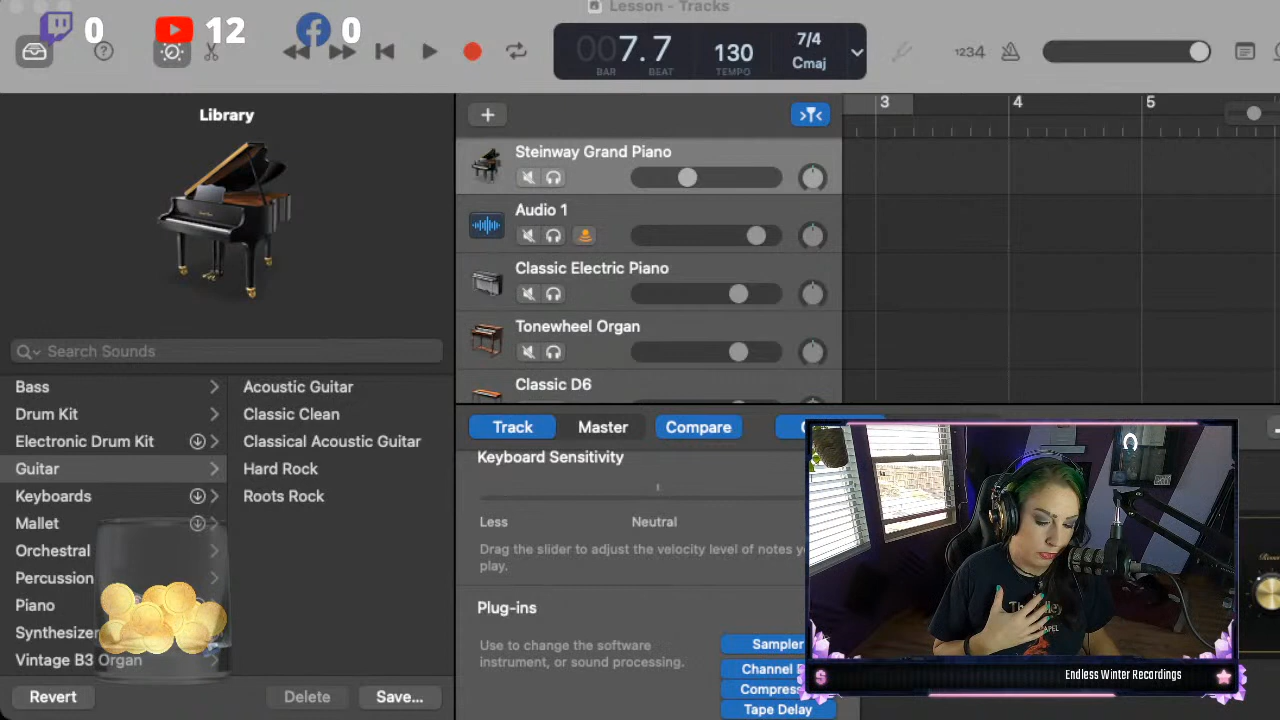 Lesson - Tracks
0
12
0
?
007.7
BAR
BEAT
130
TEMPO
7/4
Cmaj
1234
Library
+
3
4
5
Steinway Grand Piano
Audio 1
Classic Electric Piano
Tonewheel Organ
Classic D6
Search Sounds
Bass
Drum Kit
Electronic Drum Kit
Guitar
Keyboards
Mallet
Orchestral
Percussion
Piano
Synthesizer
Vintage B3 Organ
Acoustic Guitar
Classic Clean
Classical Acoustic Guitar
Hard Rock
Roots Rock
Revert
Delete
Save...
Track
Master
Compare
Keyboard Sensitivity
Less
Neutral
Drag the slider to adjust the velocity level of notes
play.
Plug-ins
Use to change the software
instrument, or sound processing.
Sampler
Channel
Tape Delay
Endless Winter Recordings